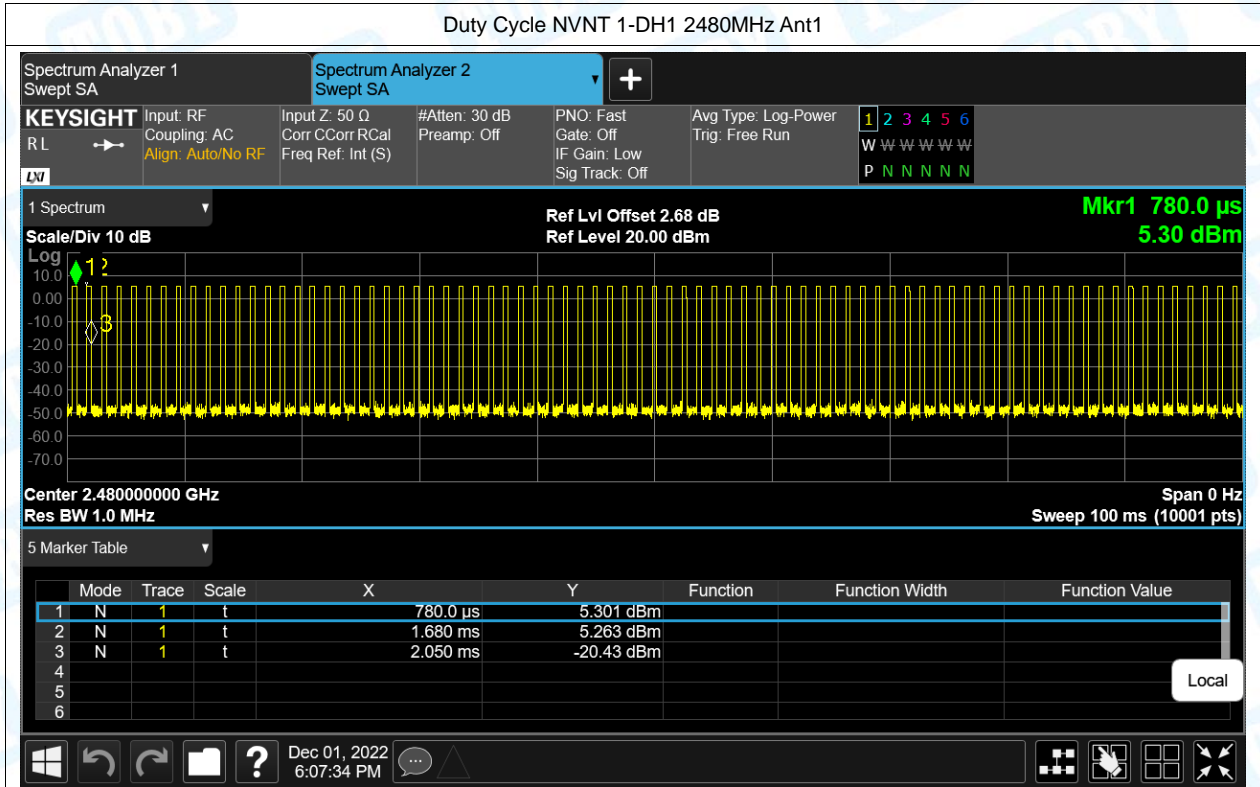 Duty Cycle NVNT 1-DH1 2480MHz Ant1
Spectrum Analyzer 1
Swept SA
Spectrum Analyzer 2
Swept SA
▼
+
KEYSIGHT
R L
LXI
Input: RF
Coupling: AC
Align: Auto/No RF
Input Z: 50 Ω
Corr CCorr RCal
Freq Ref: Int (S)
#Atten: 30 dB
Preamp: Off
PNO: Fast
Gate: Off
IF Gain: Low
Sig Track: Off
Avg Type: Log-Power
Trig: Free Run
1 2 3 4 5 6
W W W W W W
P N N N N N
1 Spectrum ▼
Scale/Div 10 dB
Ref Lvl Offset 2.68 dB
Ref Level 20.00 dBm
Mkr1 780.0 µs
5.30 dBm
Log
10.0
0.00
-10.0
-20.0
-30.0
-40.0
-50.0
-60.0
-70.0
1 2
3
Center 2.480000000 GHz
Res BW 1.0 MHz
Span 0 Hz
Sweep 100 ms (10001 pts)
5 Marker Table ▼
Mode Trace Scale X Y Function Function Width Function Value
1 N 1 t 780.0 µs 5.301 dBm
2 N 1 t 1.680 ms 5.263 dBm
3 N 1 t 2.050 ms -20.43 dBm
4
5
6
Local
?
Dec 01, 2022
6:07:34 PM